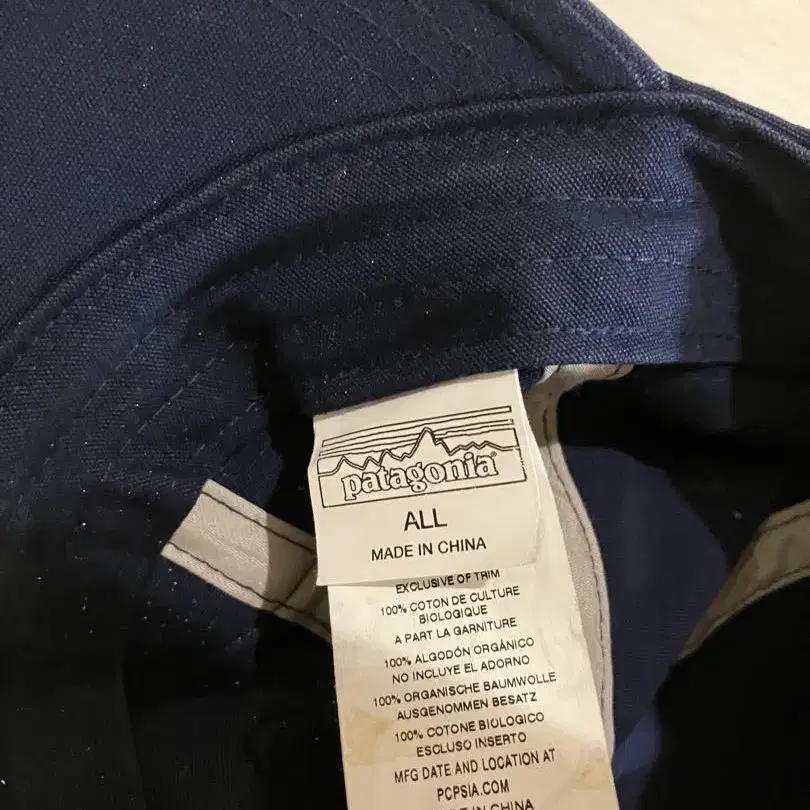 patagonia®
ALL
MADE IN CHINA
EXCLUSIVE OF TRIM
100% COTON DE CULTURE
BIOLOGIQUE
A PART LA GARNITURE
100% ALGODÓN ORGÁNICO
NO INCLUYE EL ADORNO
100% ORGANISCHE BAUMWOLLE
AUSGENOMMEN BESATZ
100% COTONE BIOLOGICO
ESCLUSO INSERTO
MFG DATE AND LOCATION AT
PCPSIA.COM
IN CHINA